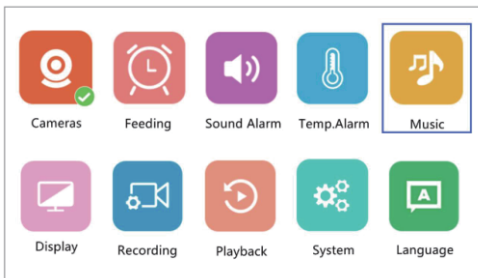 Cameras Feeding Sound Alarm Temp.Alarm Music
Display Recording Playback System Language
A